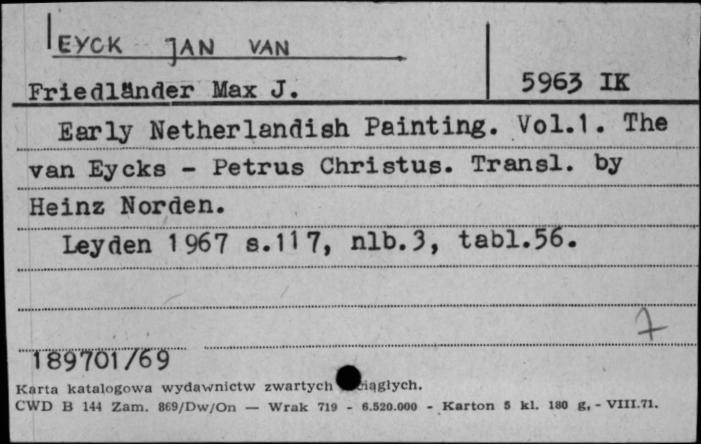 EYCK JAN VAN
Friedländer Max J. 5963 IK
Early Netherlandish Painting. Vol.1. The
van Eycks - Petrus Christus. Transl. by
Heinz Norden.
Leyden 1967 s.117, nlb.3, tabl.56.
7
189701/69
Karta katalogowa wydawnictw zwartych
CWD B 144 Zam. 869/Dw/On — Wrak 719 - 6.520.000 - Karton 5 kl. 180 g. - VIII.71.